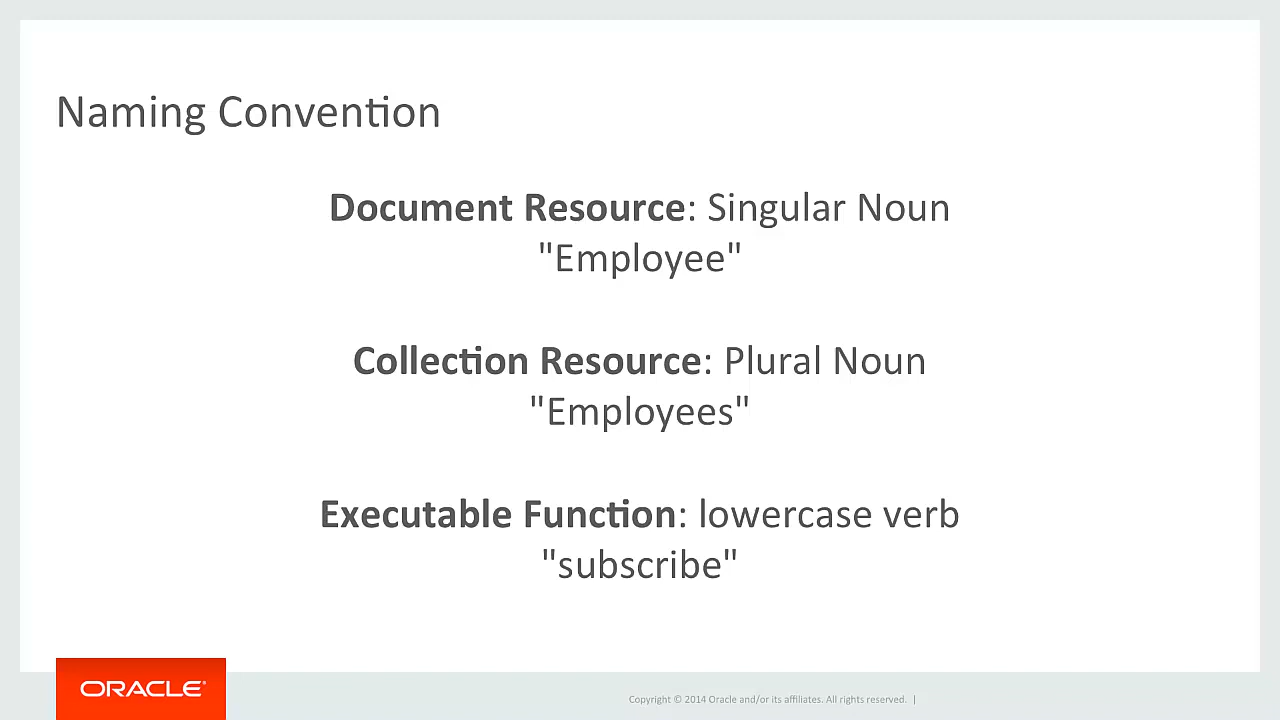 Naming Convention
Document Resource: Singular Noun
"Employee"
Collection Resource: Plural Noun
"Employees"
Executable Function: lowercase verb
"subscribe"
ORACLE®
Copyright © 2014 Oracle and/or its affiliates. All rights reserved. |